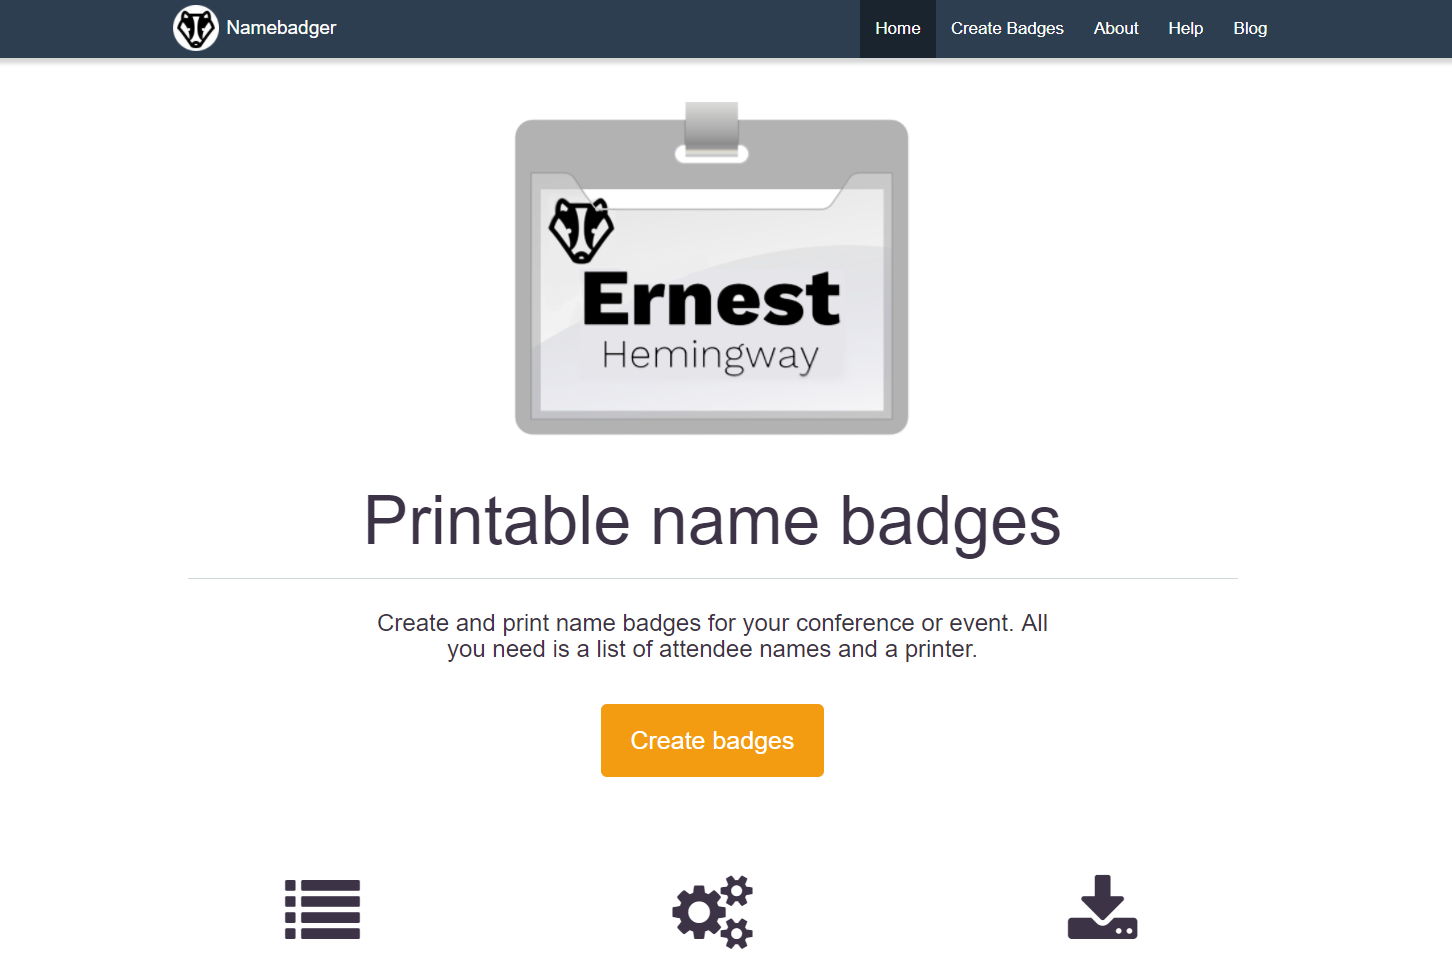 Namebadger
Home Create Badges About Help Blog
Ernest
Hemingway
Printable name badges
Create and print name badges for your conference or event. All
you need is a list of attendee names and a printer.
Create badges